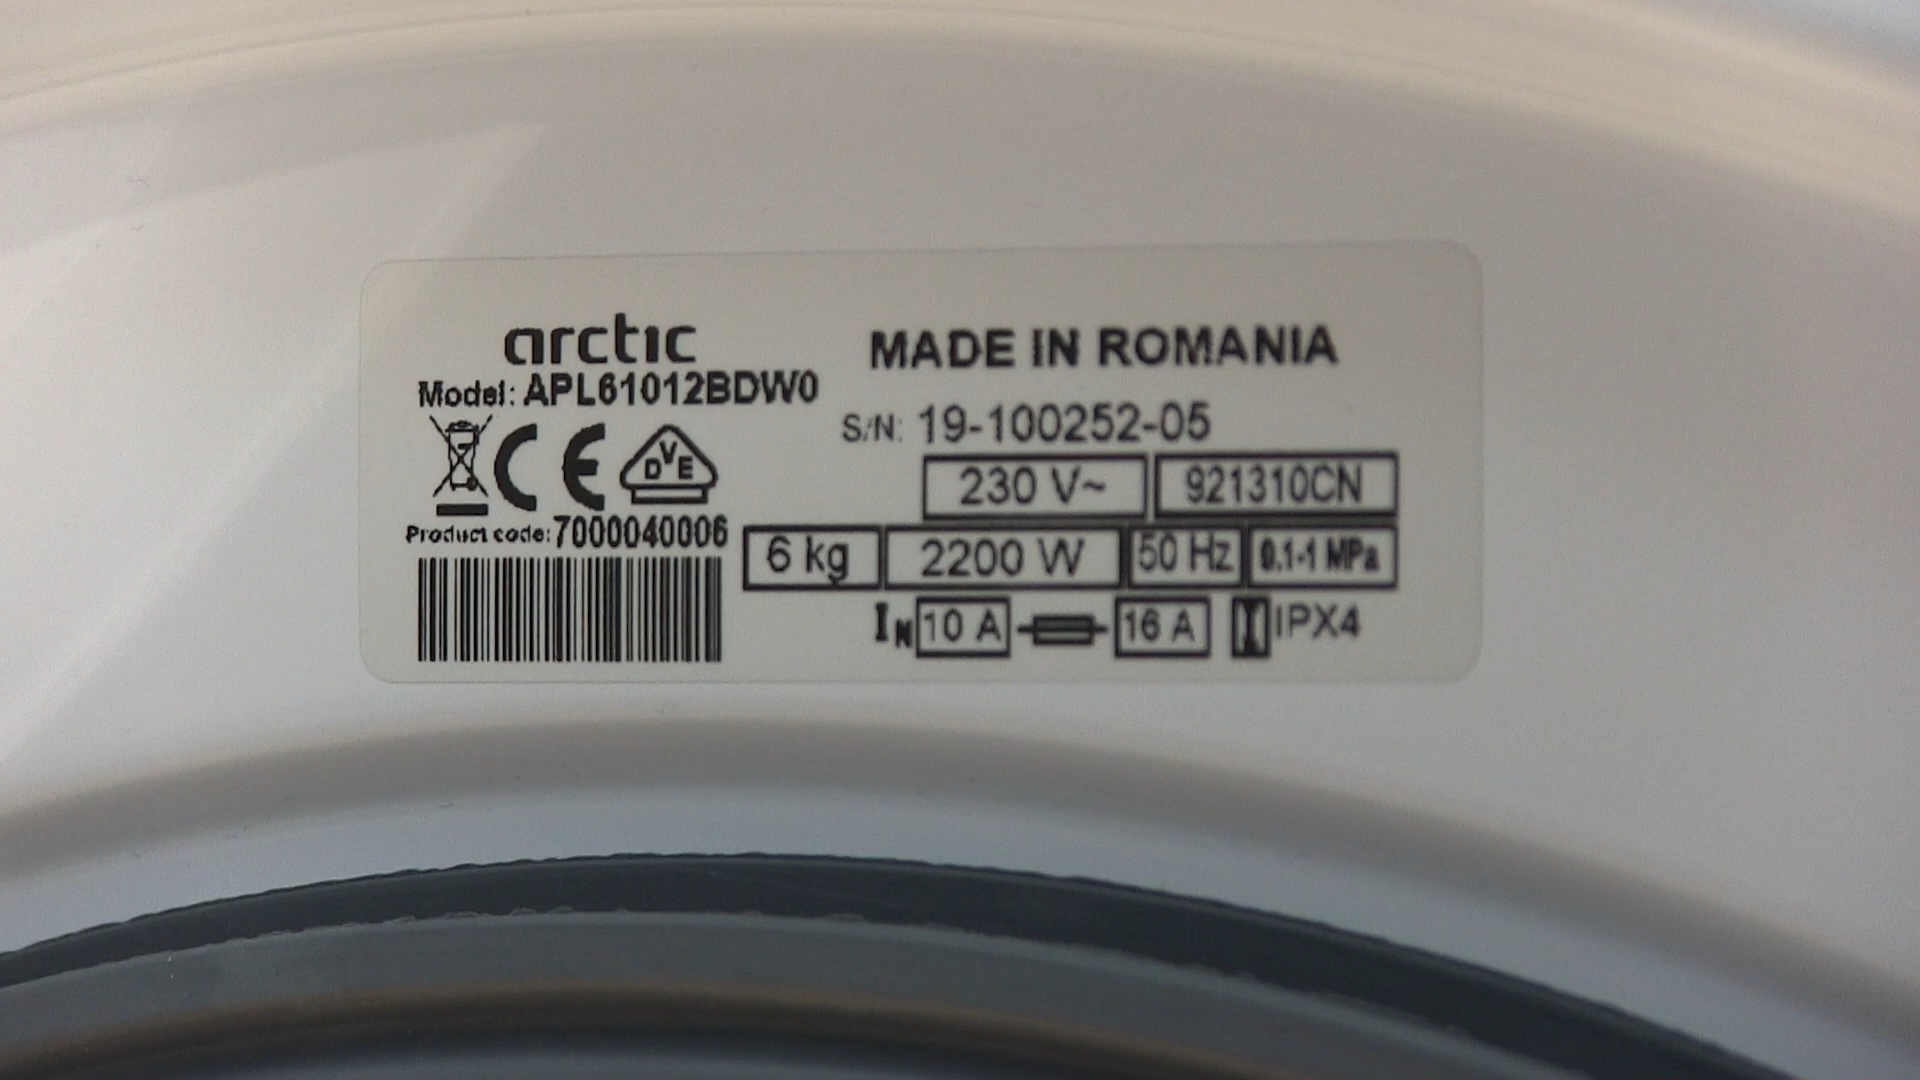 arctic
MADE IN ROMANIA
Model: APL61012BDW0
S/N: 19-100252-05
DVE
230 V~ 921310CN
Product code: 7000040006
6 kg 2200 W 50 Hz 0.1-1 MPa
IN 10 A 16 A IPX4